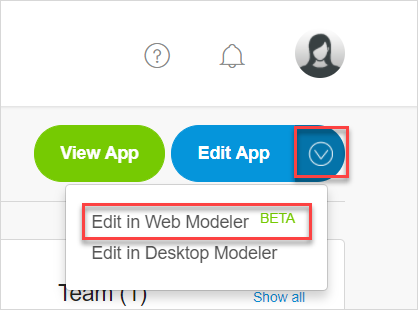 View App Edit App
Edit in Web Modeler BETA
Edit in Desktop Modeler
Team (1) Show all